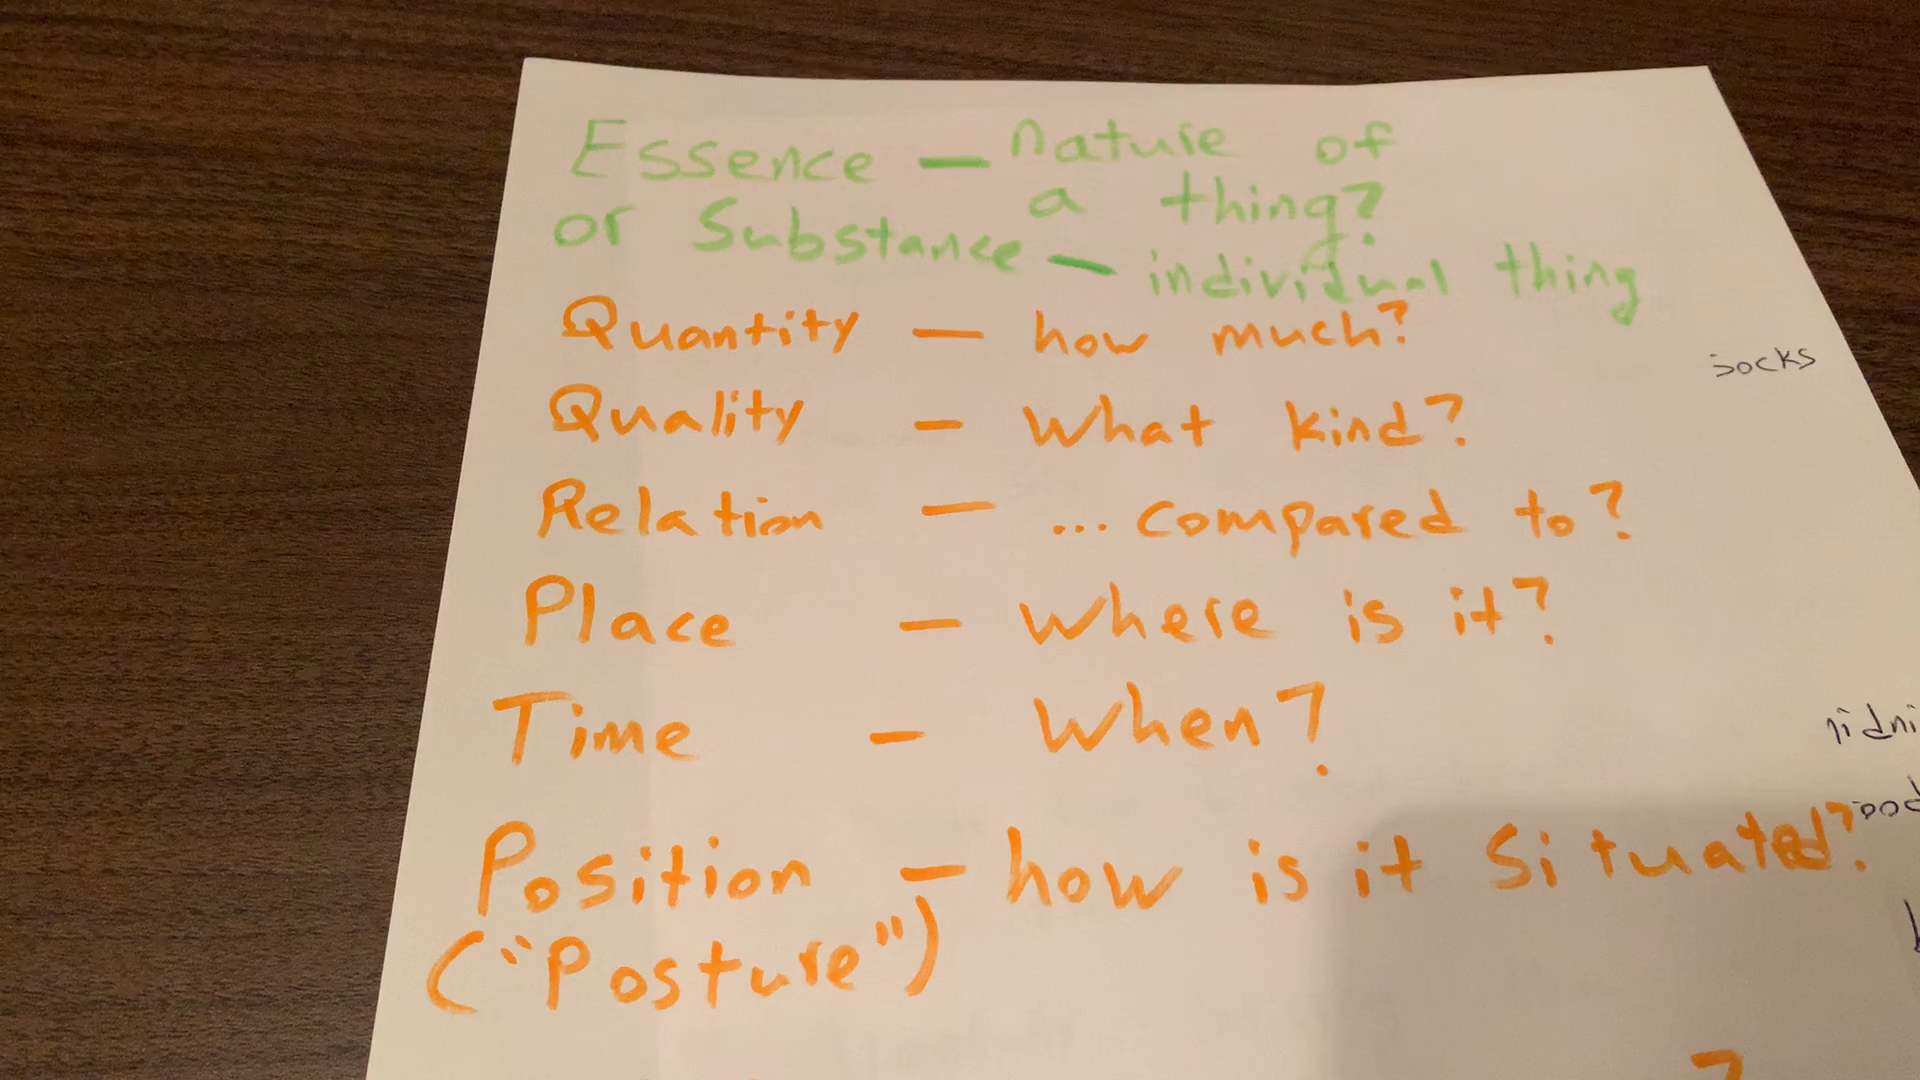 Essence — nature of
a thing?
or Substance — individual thing
Quantity — how much?
socks
Quality — What kind?
Relation — ... compared to?
Place — Where is it?
Time — When?
Position — how is it Situated?
("Posture")
?